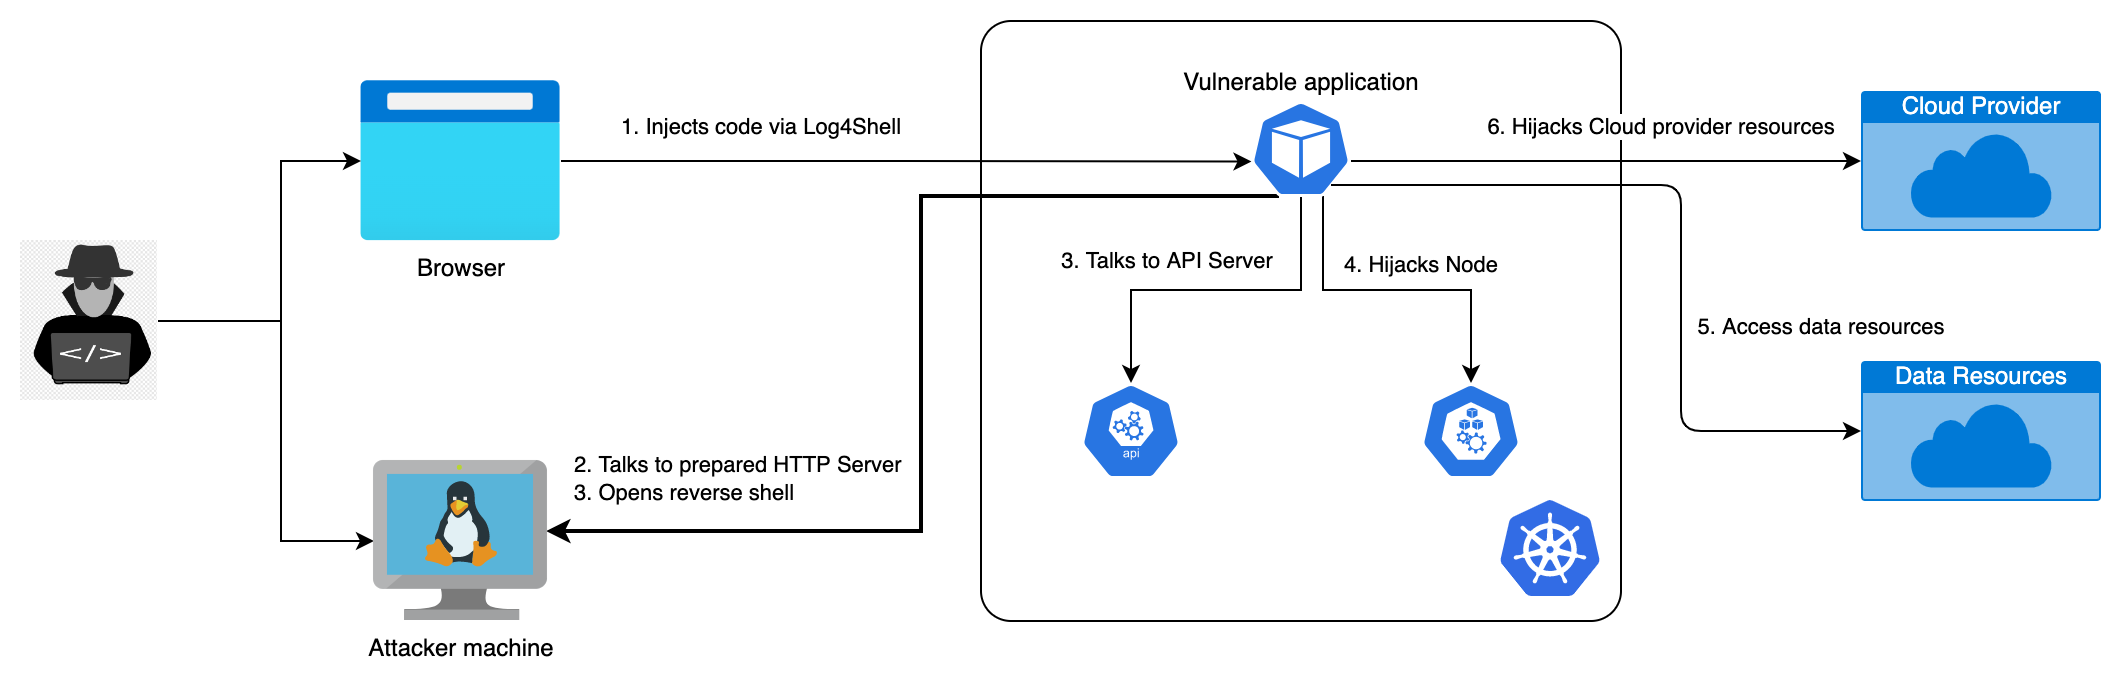 Vulnerable application
Cloud Provider
1. Injects code via Log4Shell
6. Hijacks Cloud provider resources
Browser
3. Talks to API Server
4. Hijacks Node
5. Access data resources
</>
Data Resources
api
2. Talks to prepared HTTP Server
3. Opens reverse shell
Attacker machine